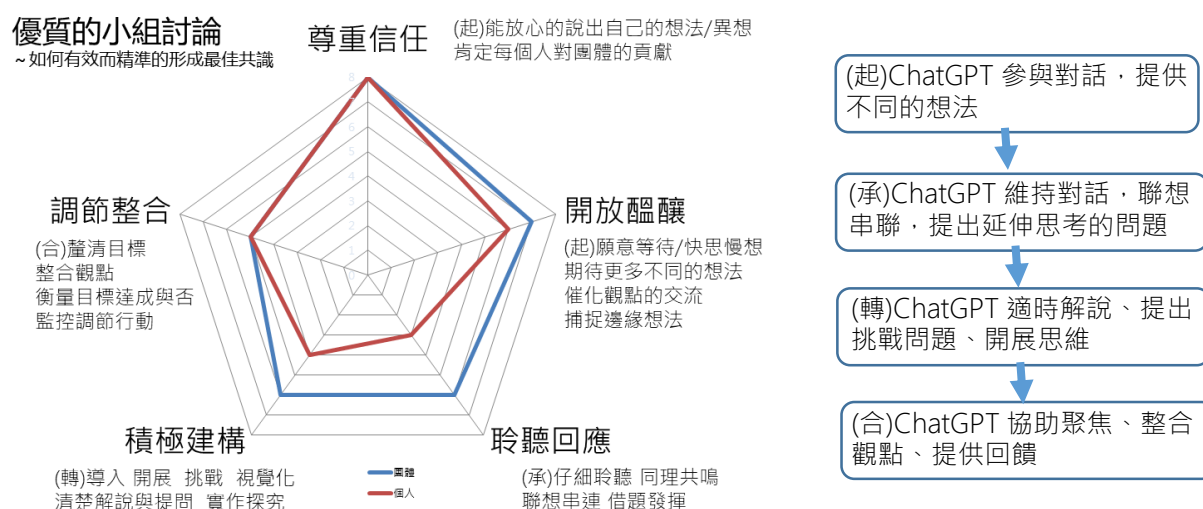 優質的小組討論
~如何有效而精準的形成最佳共識
尊重信任
(起)能放心的說出自己的想法/異想
肯定每個人對團體的貢獻
8
6
5
4
3
2
1
開放醞釀
(起)願意等待/快思慢想
期待更多不同的想法
催化觀點的交流
捕捉邊緣想法
調節整合
(合)釐清目標
整合觀點
衡量目標達成與否
監控調節行動
積極建構
(轉)導入 開展 挑戰 視覺化
清楚解說與提問 實作探究
團體
個人
聆聽回應
(承)仔細聆聽 同理共鳴
聯想串連 借題發揮
(起)ChatGPT 參與對話，提供
不同的想法
(承)ChatGPT 維持對話，聯想
串聯，提出延伸思考的問題
(轉)ChatGPT 適時解說、提出
挑戰問題、開展思維
(合)ChatGPT 協助聚焦、整合
觀點、提供回饋